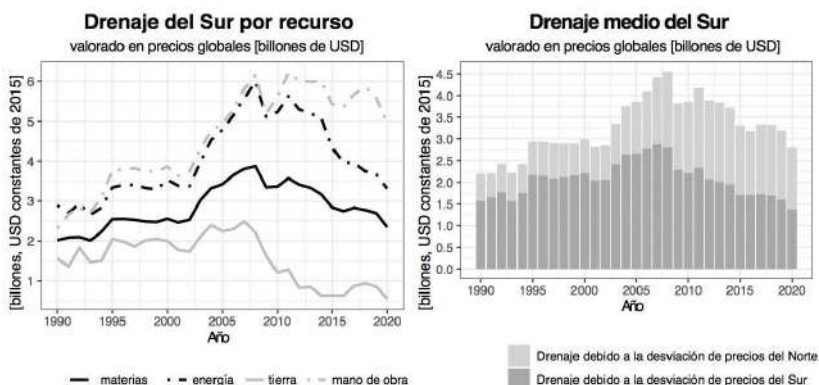 Drenaje del Sur por recurso
valorado en precios globales [billones de USD]
[billones, USD constantes de 2015]
6
5
4
3
2
1
1990 1995 2000 2005 2010 2015 2020
Año
materias energía tierra mano de obra
Drenaje medio del Sur
valorado en precios globales [billones de USD]
[billones, USD constantes de 2015]
4.5
4.0
3.5
3.0
2.5
2.0
1.5
1.0
0.5
0.0
1990 1995 2000 2005 2010 2015 2020
Año
Drenaje debido a la desviación de precios del Norte
Drenaje debido a la desviación de precios del Sur